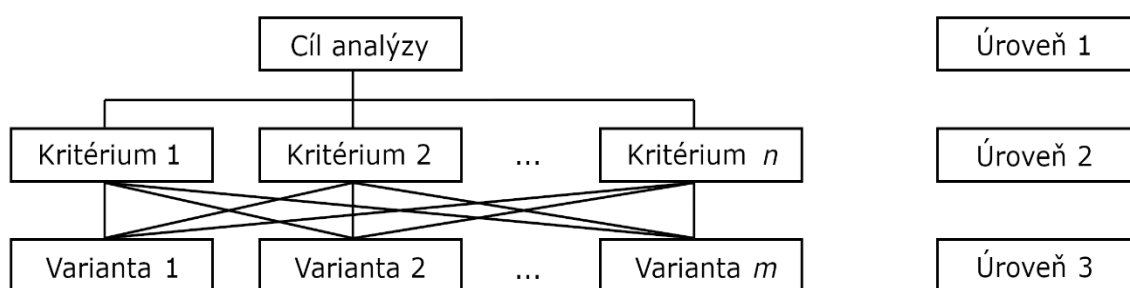 Cíl analýzy Úroveň 1
Kritérium 1 Kritérium 2 ... Kritérium n Úroveň 2
Varianta 1 Varianta 2 ... Varianta m Úroveň 3